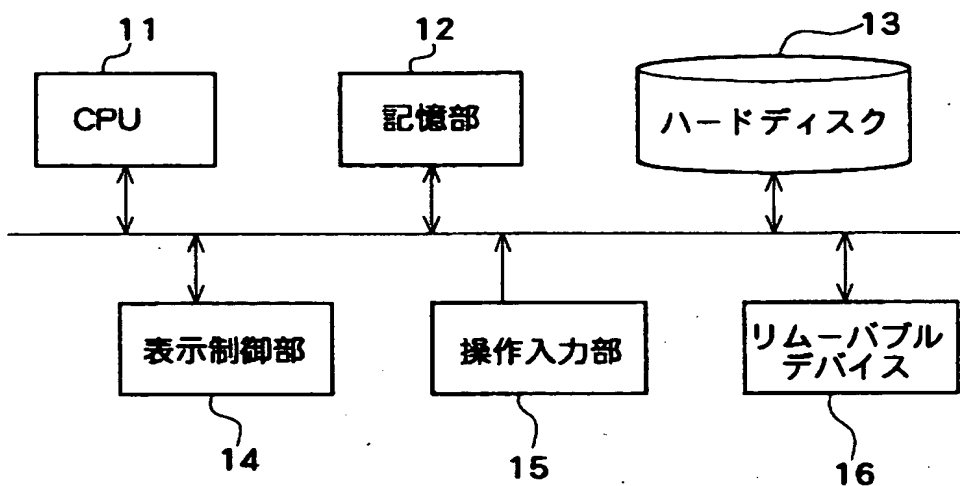 11
12
13
CPU
記憶部
ハードディスク
表示制御部
操作入力部
リムーバブル
デバイス
14
15
16